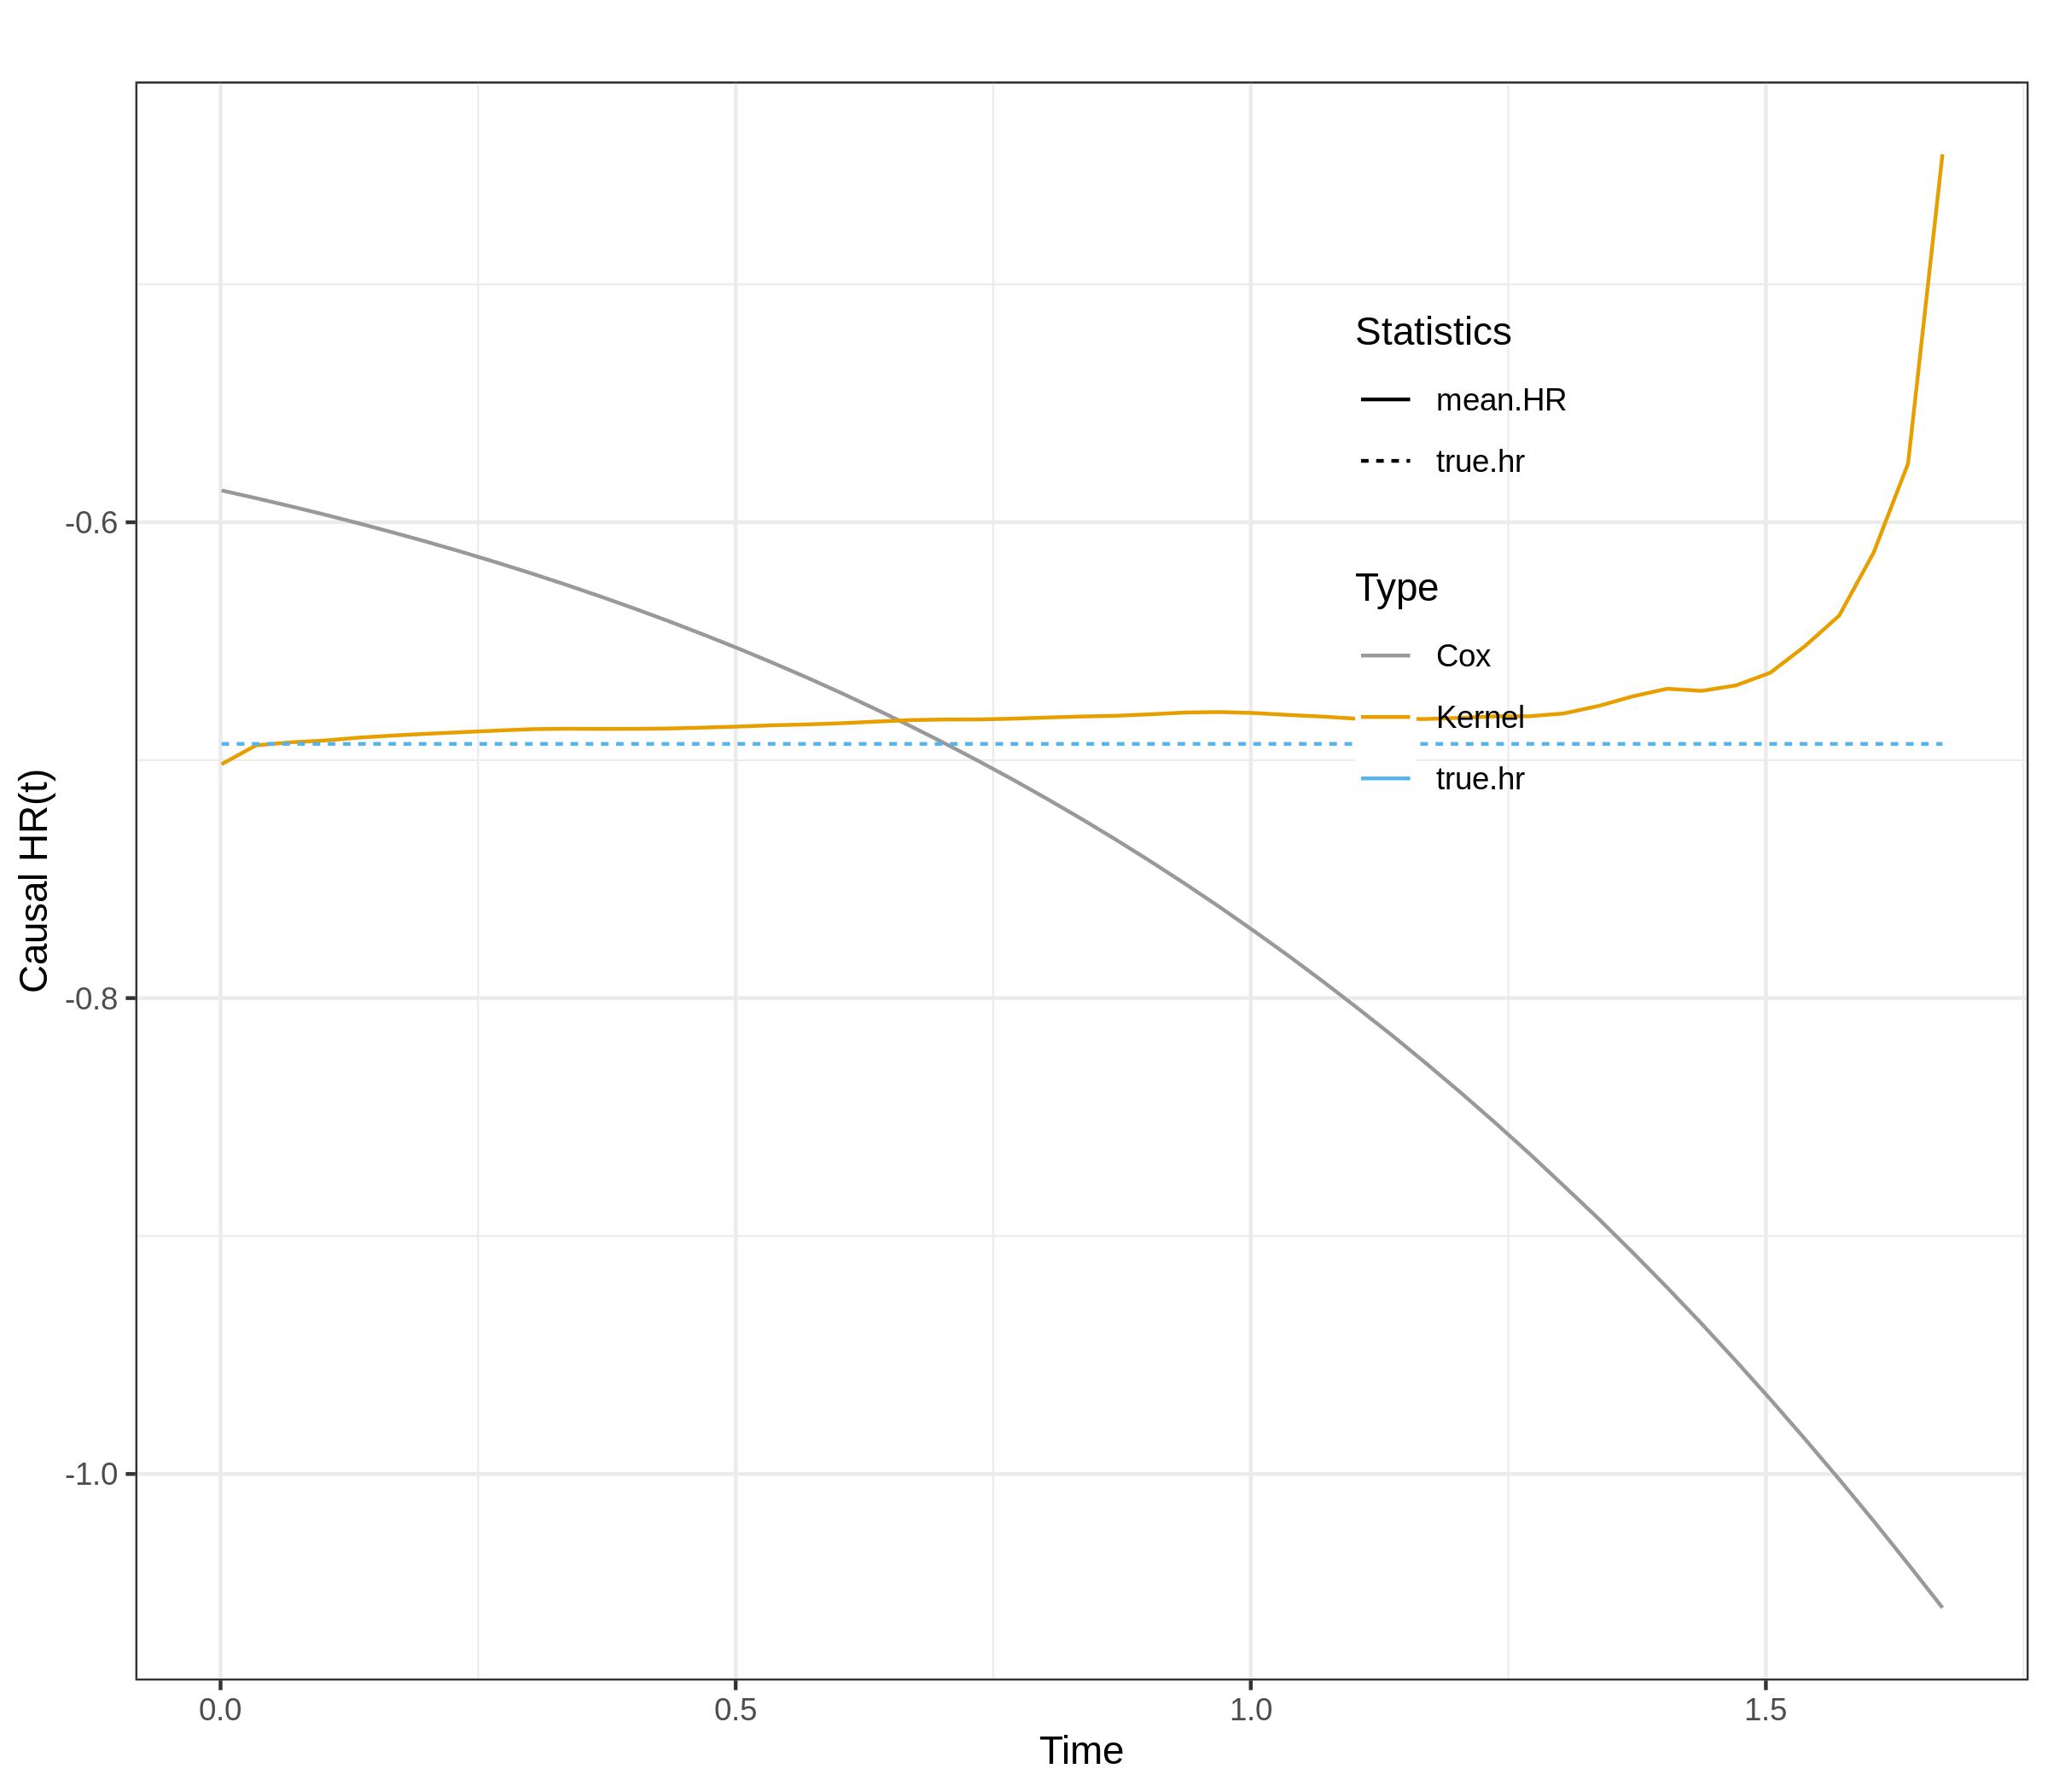 Statistics
mean.HR
true.hr
Type
Cox
Kernel
true.hr
-0.6
-0.8
-1.0
Causal HR(t)
0.0 0.5 1.0 1.5
Time